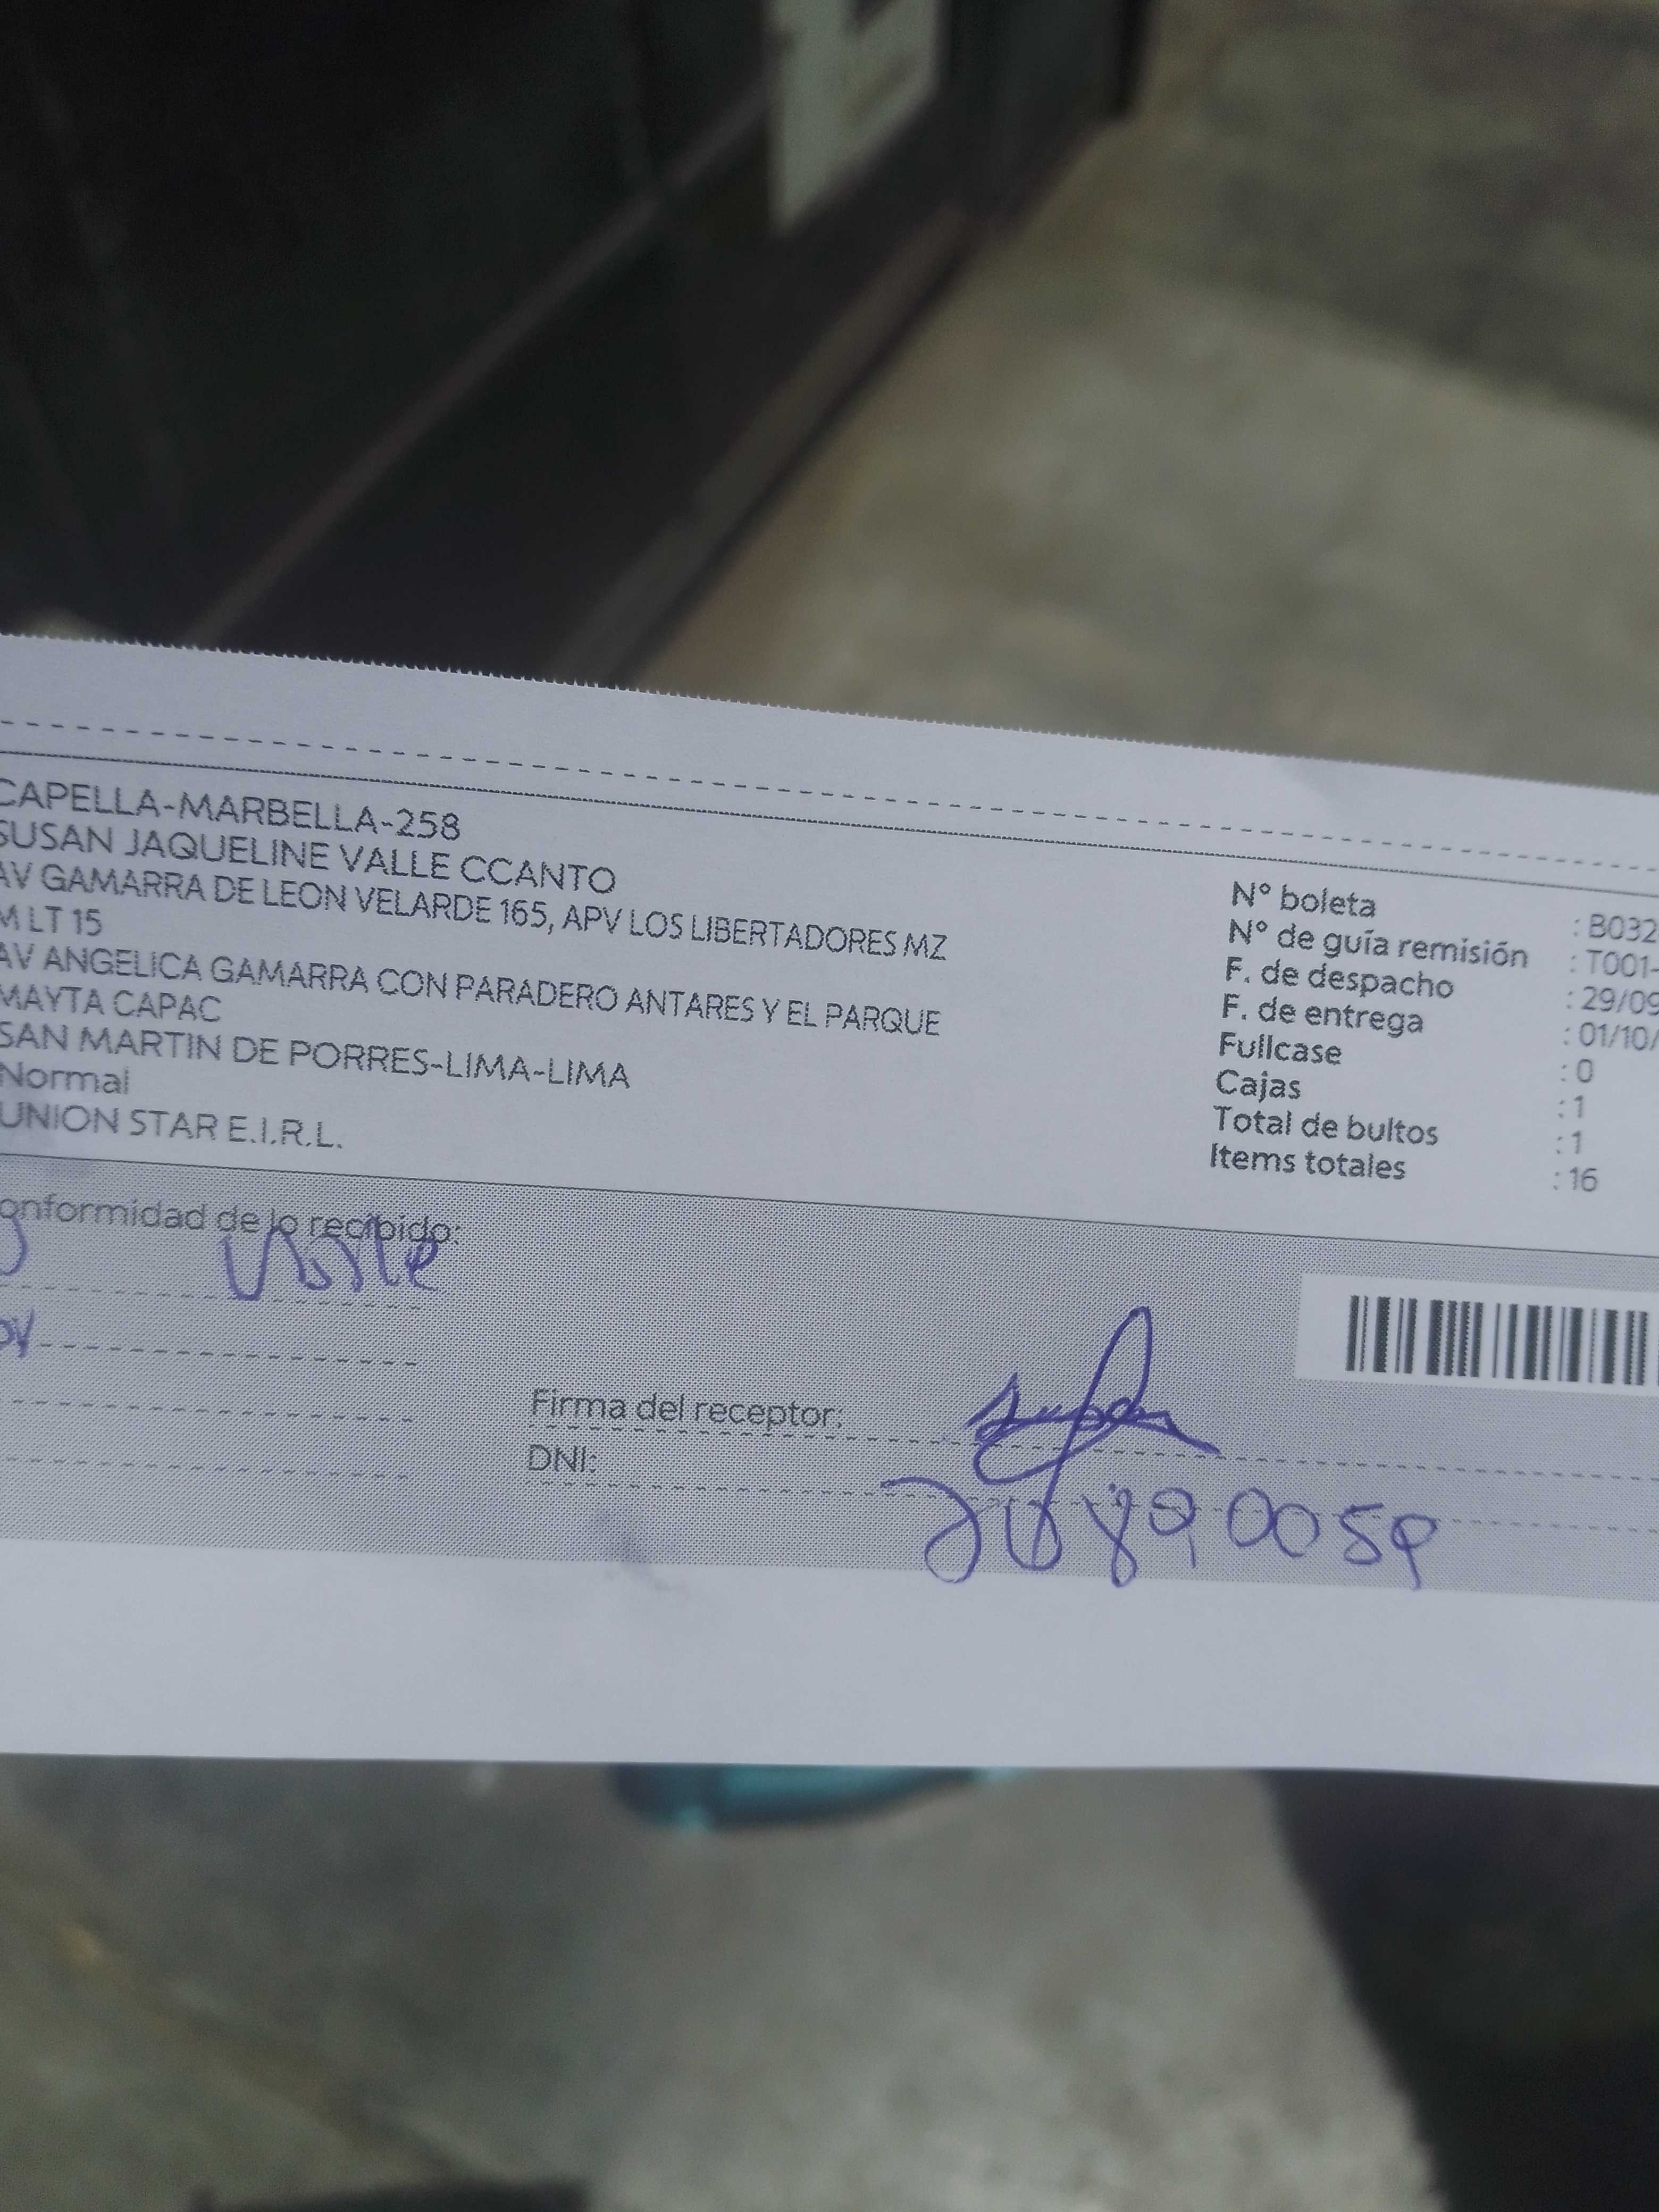 CAPELLA-MARBELLA-258
SUSAN JAQUELINE VALLE CCANTO
AV GAMARRA DE LEON VELARDE 165, APV LOS LIBERTADORES MZ
M LT 15
AV ANGELICA GAMARRA CON PARADERO ANTARES Y EL PARQUE
MAYTA CAPAC
SAN MARTIN DE PORRES-LIMA-LIMA
Normal
UNION STAR E.I.R.L.
N° boleta : B032
N° de guía remisión : T001-
F. de despacho : 29/09
F. de entrega : 01/10/
Fullcase : 0
Cajas : 1
Total de bultos : 1
Items totales : 16
onformidad de lo recibido:
Valle
Firma del receptor:
DNI: